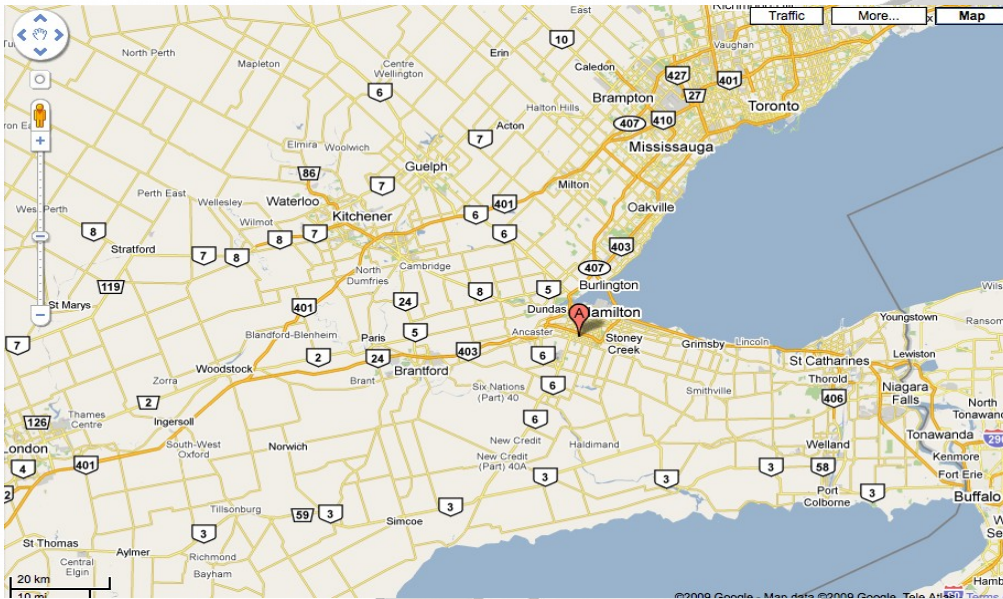 Traffic
More...
Map
10
Vaughan
North Perth
Mapleton
Erin
Centre
Wellington
Caledon
427
401
6
27
Brampton
Halton Hills
Toronto
407
410
Acton
7
Mississauga
Elmira
Woolwich
Guelph
86
7
Milton
Perth East
Wellesley
Waterloo
401
Kitchener
6
Oakville
Wilmot
8
7
6
403
8
Stratford
7
8
North
Dumfries
Cambridge
407
Burlington
119
8
5
St Marys
401
24
Dundas
A
Hamilton
Youngstown
7
Blandford-Blenheim
Paris
5
Ancaster
Stoney
Creek
Grimsby
Lincoln
St Catharines
Lewiston
2
24
403
6
Woodstock
Brantford
Thorold
Niagara
Falls
Zorra
Brant
Six Nations
(Part) 40
6
Smithville
406
2
North
Tonawanda
126
Thames
Centre
Ingersoll
6
London
South-West
Oxford
Norwich
New Credit
Haldimand
Welland
Tonawanda
290
4
401
New Credit
(Part) 40A
3
3
3
58
Kenmore
Fort Erie
2
Port
Colborne
3
Buffalo
Tillsonburg
59
3
3
Simcoe
St Thomas
Aylmer
3
Central
Elgin
Richmond
Bayham
20 km
10 mi
©2009 Google - Map data ©2009 Google, Tele Atlas
Terms